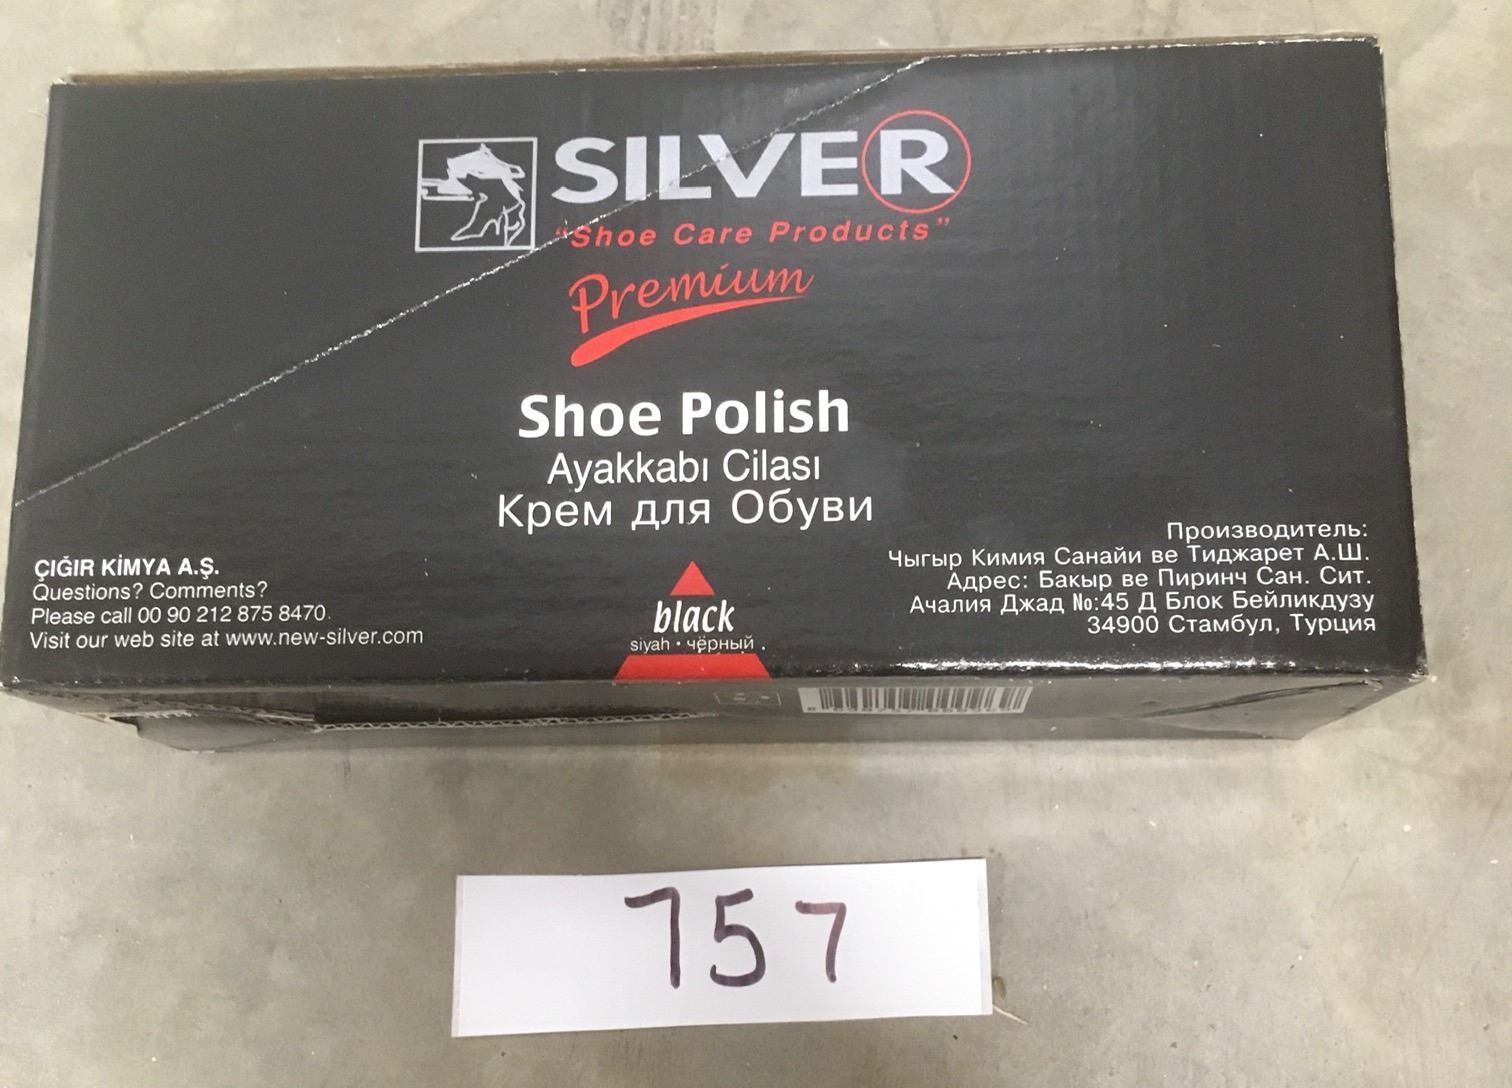 SILVER
"Shoe Care Products"
Premium
Shoe Polish
Ayakkabı Cilası
Крем для Обуви
ÇIĞIR KİMYA A.Ş.
Questions? Comments?
Please call 00 90 212 875 8470.
Visit our web site at www.new-silver.com
black
siyah • чёрный
Производитель:
Чыгыр Кимия Санайи ве Тиджарет А.Ш.
Адрес: Бакыр ве Пиринч Сан. Сит.
Ачалия Джад №:45 Д Блок Бейликдузу
34900 Стамбул, Турция
757